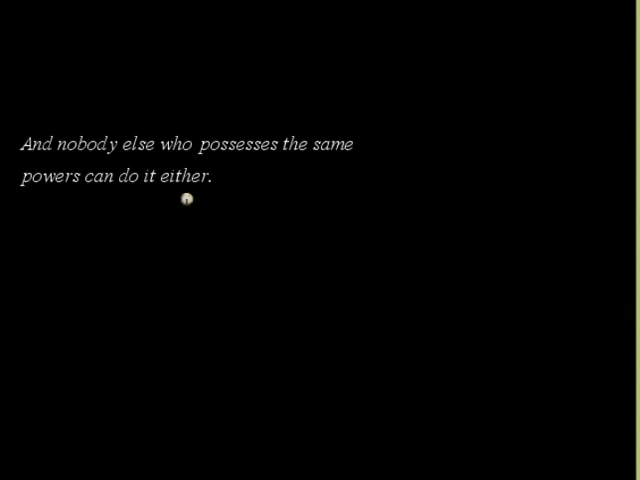 And nobody else who possesses the same
powers can do it either.